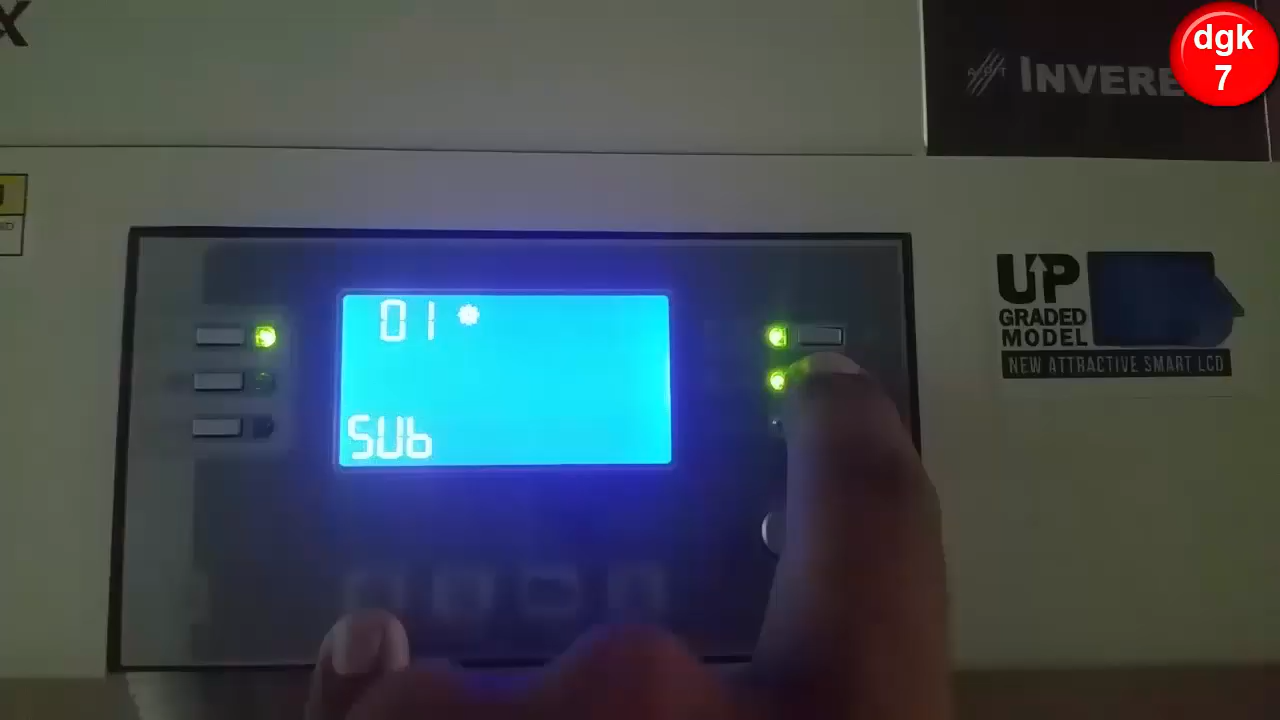 X
dgk
7
INVERE
01
SUb
UP
GRADED
MODEL
NEW ATTRACTIVE SMART LCD